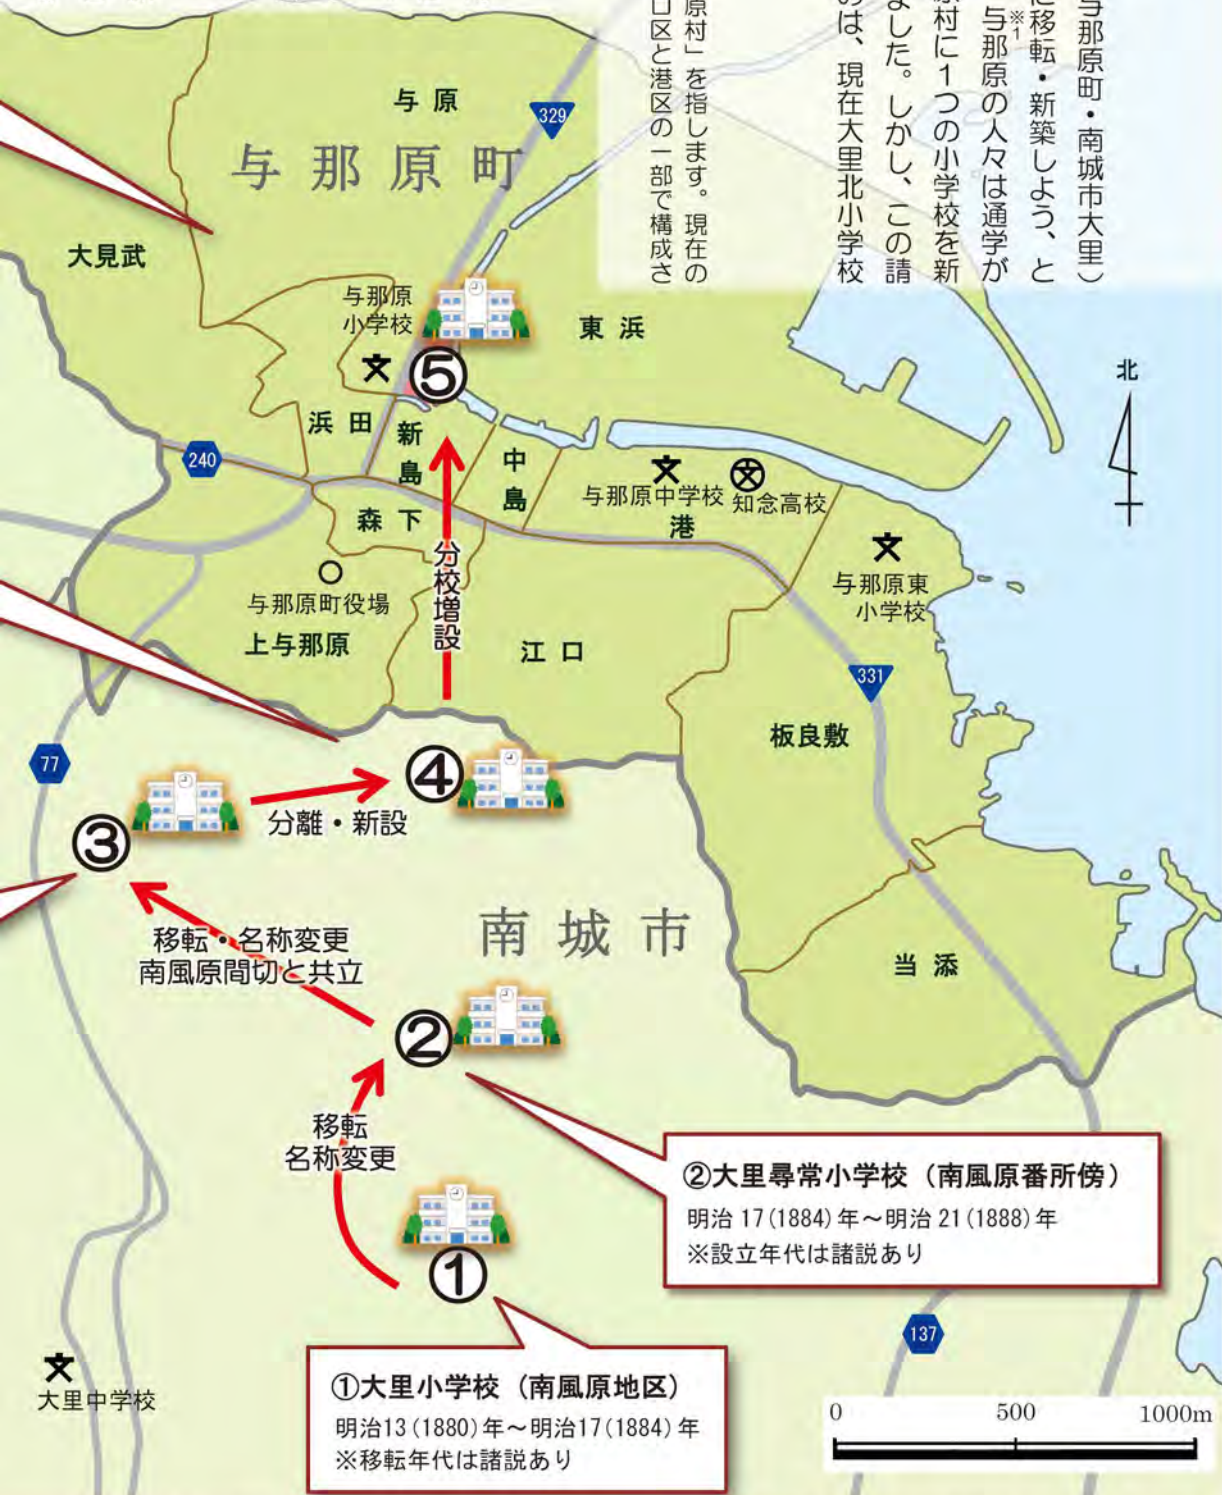 与那原町・南城市大里）
に移転・新築しよう、と
※1
与那原の人々は通学が
原村に１つの小学校を新
ました。しかし、この請
のは、現在大里北小学校
原村」を指します。現在の
口区と港区の一部で構成さ
与原
329
与那原町
大見武
与那原
小学校
東浜
⑤
北
浜田
新島
中島
240
与那原中学校
知念高校
港
森下
分校増設
与那原東
小学校
与那原町役場
上与那原
江口
331
板良敷
77
④
分離・新設
③
南城市
移転・名称変更
南風原間切と共立
当添
②
移転
名称変更
②大里尋常小学校（南風原番所傍）
明治 17(1884)年～明治 21(1888)年
※設立年代は諸説あり
①
137
大里中学校
①大里小学校（南風原地区）
明治13(1880)年～明治17(1884)年
※移転年代は諸説あり
0 500 1000m